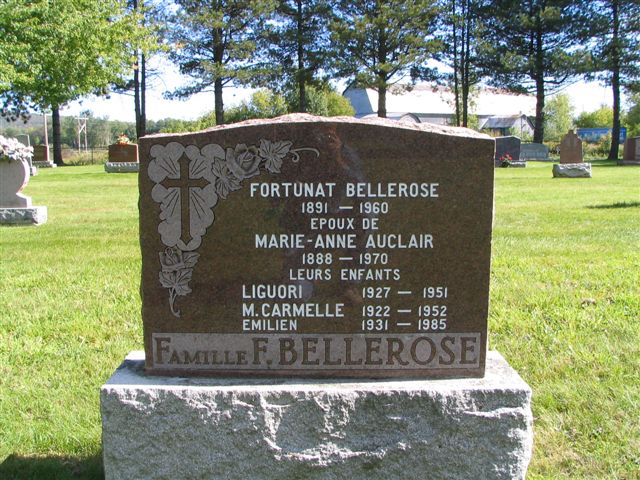 FORTUNAT BELLEROSE
1891 — 1960
EPOUX DE
MARIE-ANNE AUCLAIR
1888 — 1970
LEURS ENFANTS
LIGUORI 1927 — 1951
M. CARMELLE 1922 — 1952
EMILIEN 1931 — 1985
FAMILLE F. BELLEROSE